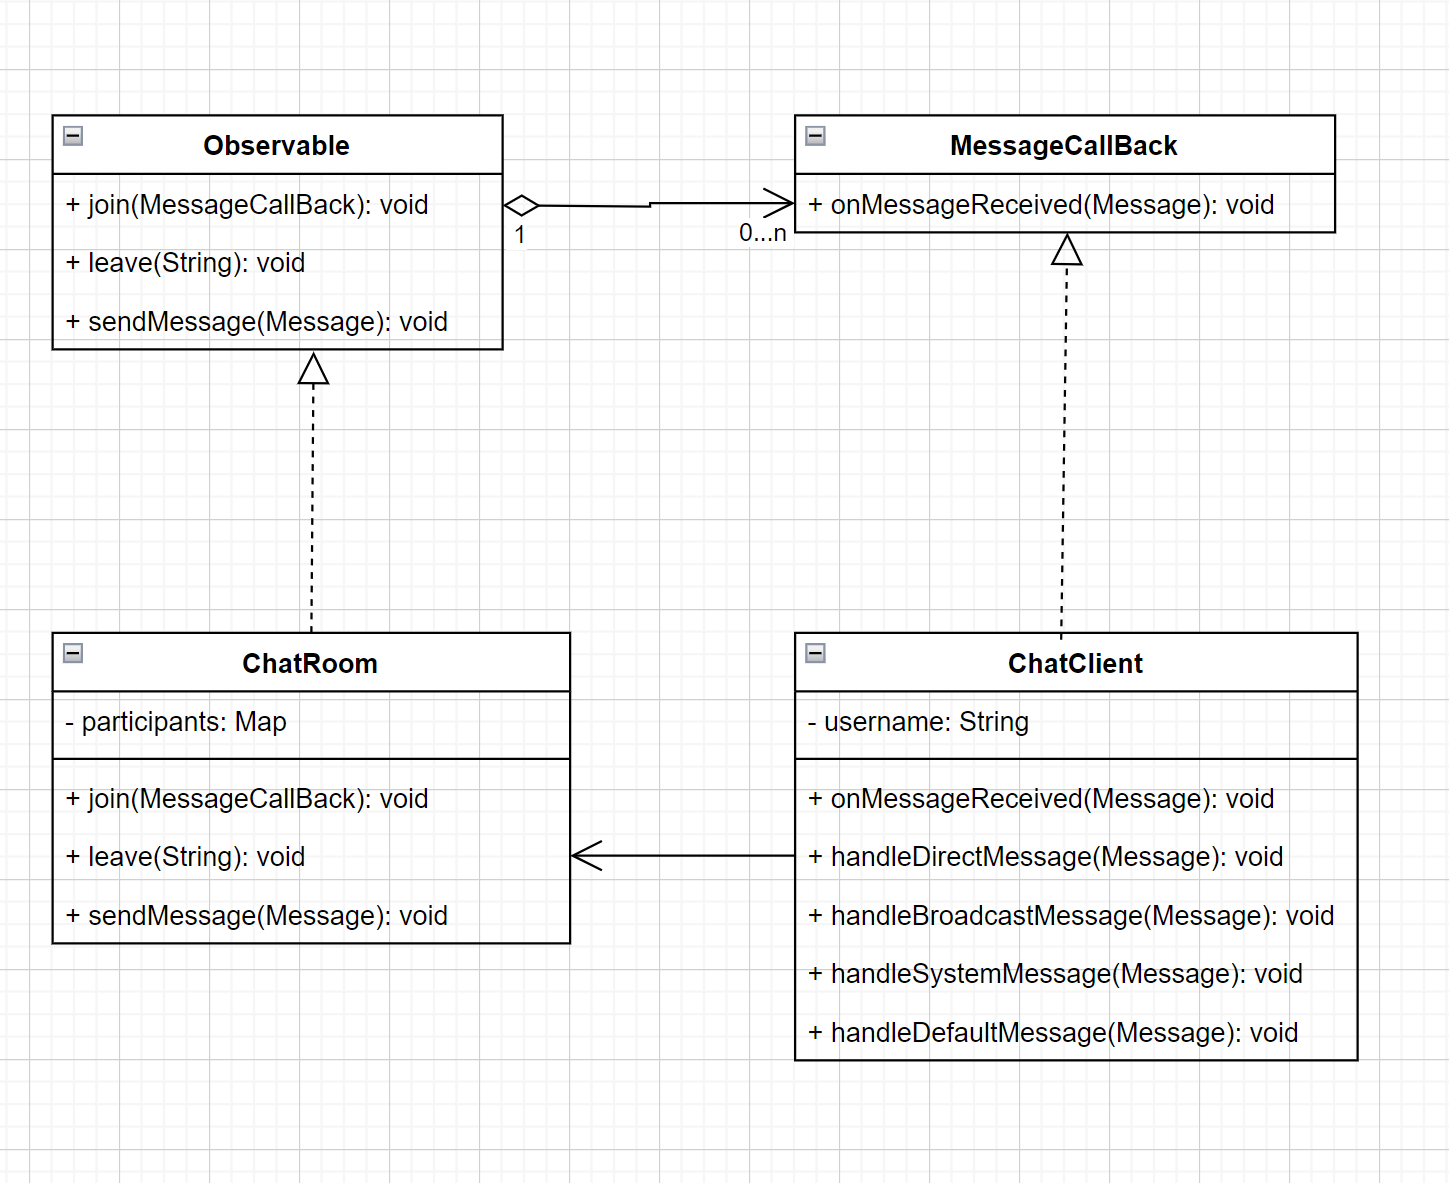 Observable
+ join(MessageCallBack): void
+ leave(String): void
+ sendMessage(Message): void
1
0...n
MessageCallBack
+ onMessageReceived(Message): void
ChatRoom
- participants: Map
+ join(MessageCallBack): void
+ leave(String): void
+ sendMessage(Message): void
ChatClient
- username: String
+ onMessageReceived(Message): void
+ handleDirectMessage(Message): void
+ handleBroadcastMessage(Message): void
+ handleSystemMessage(Message): void
+ handleDefaultMessage(Message): void